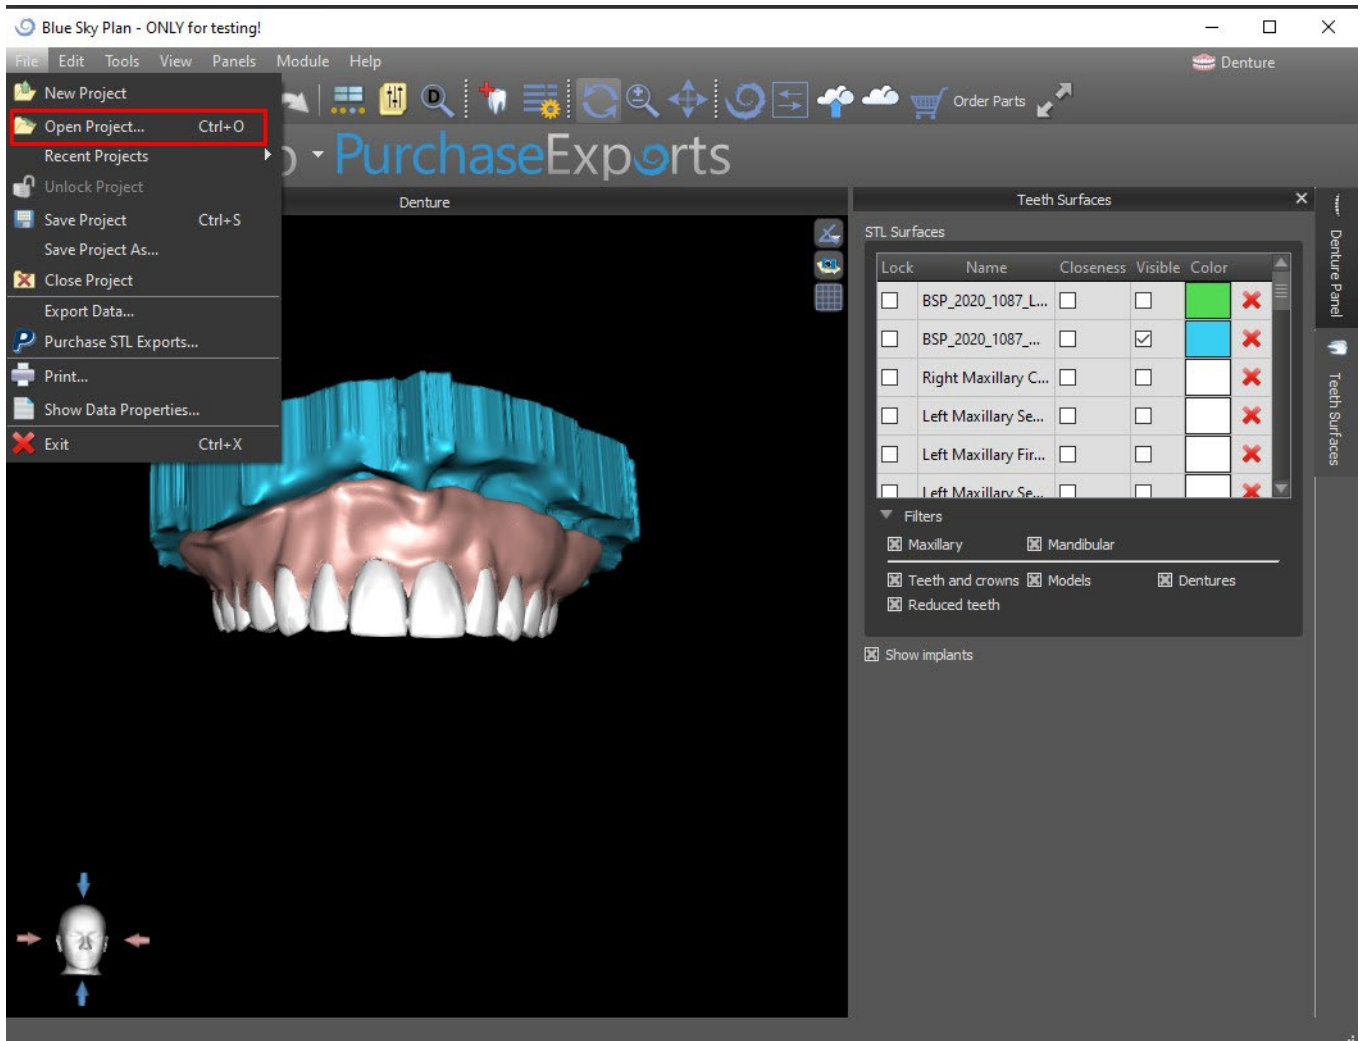 Blue Sky Plan - ONLY for testing!
File Edit Tools View Panels Module Help
Denture
New Project
Open Project... Ctrl+O
Recent Projects
Unlock Project
Save Project Ctrl+S
Save Project As...
Close Project
Export Data...
Purchase STL Exports...
Print...
Show Data Properties...
Exit Ctrl+X
D
Order Parts
- PurchaseExports
Denture
Teeth Surfaces
STL Surfaces
Lock Name Closeness Visible Color
BSP_2020_1087_L...
BSP_2020_1087_...
Right Maxillary C...
Left Maxillary Se...
Left Maxillary Fir...
Left Maxillary Se...
Filters
Maxillary Mandibular
Teeth and crowns Models Dentures
Reduced teeth
Show implants
Denture Panel
Teeth Surfaces